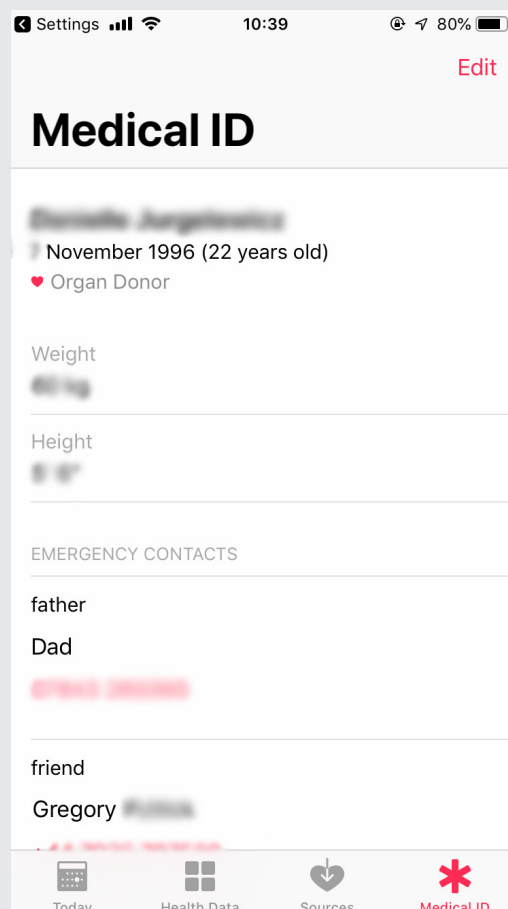 Settings 10:39 80%
Edit
Medical ID
November 1996 (22 years old)
Organ Donor
Weight
Height
EMERGENCY CONTACTS
father
Dad
friend
Gregory
Today Health Data Sources Medical ID